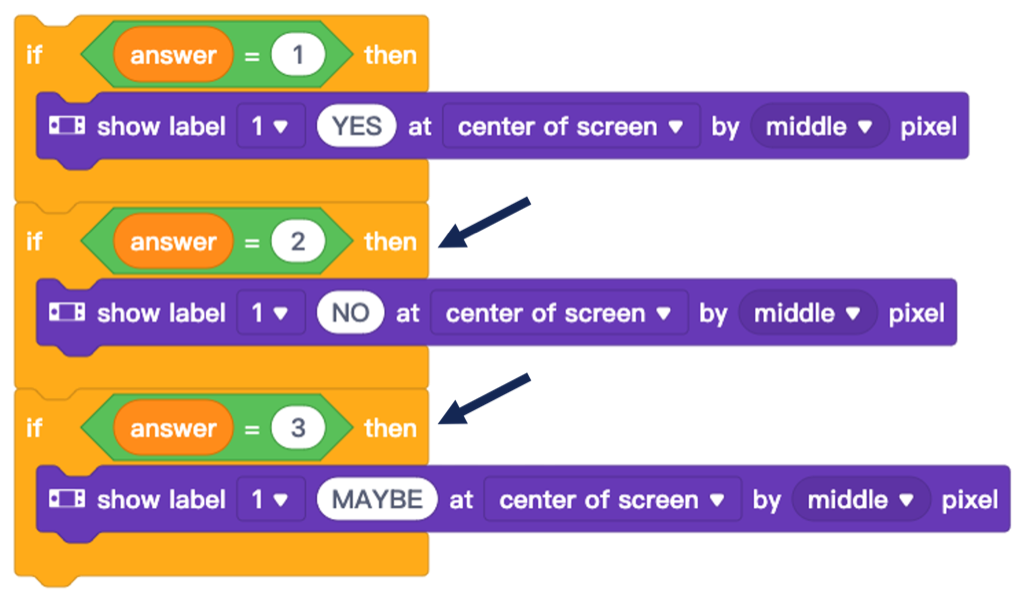 if answer = 1 then
show label 1 YES at center of screen by middle pixel
if answer = 2 then
show label 1 NO at center of screen by middle pixel
if answer = 3 then
show label 1 MAYBE at center of screen by middle pixel